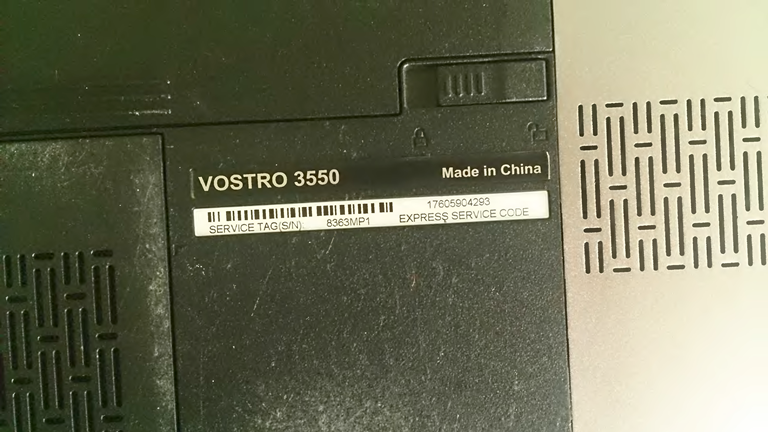 VOSTRO 3550 Made in China
17605904293
SERVICE TAG(S/N): 8363MP1 EXPRESS SERVICE CODE